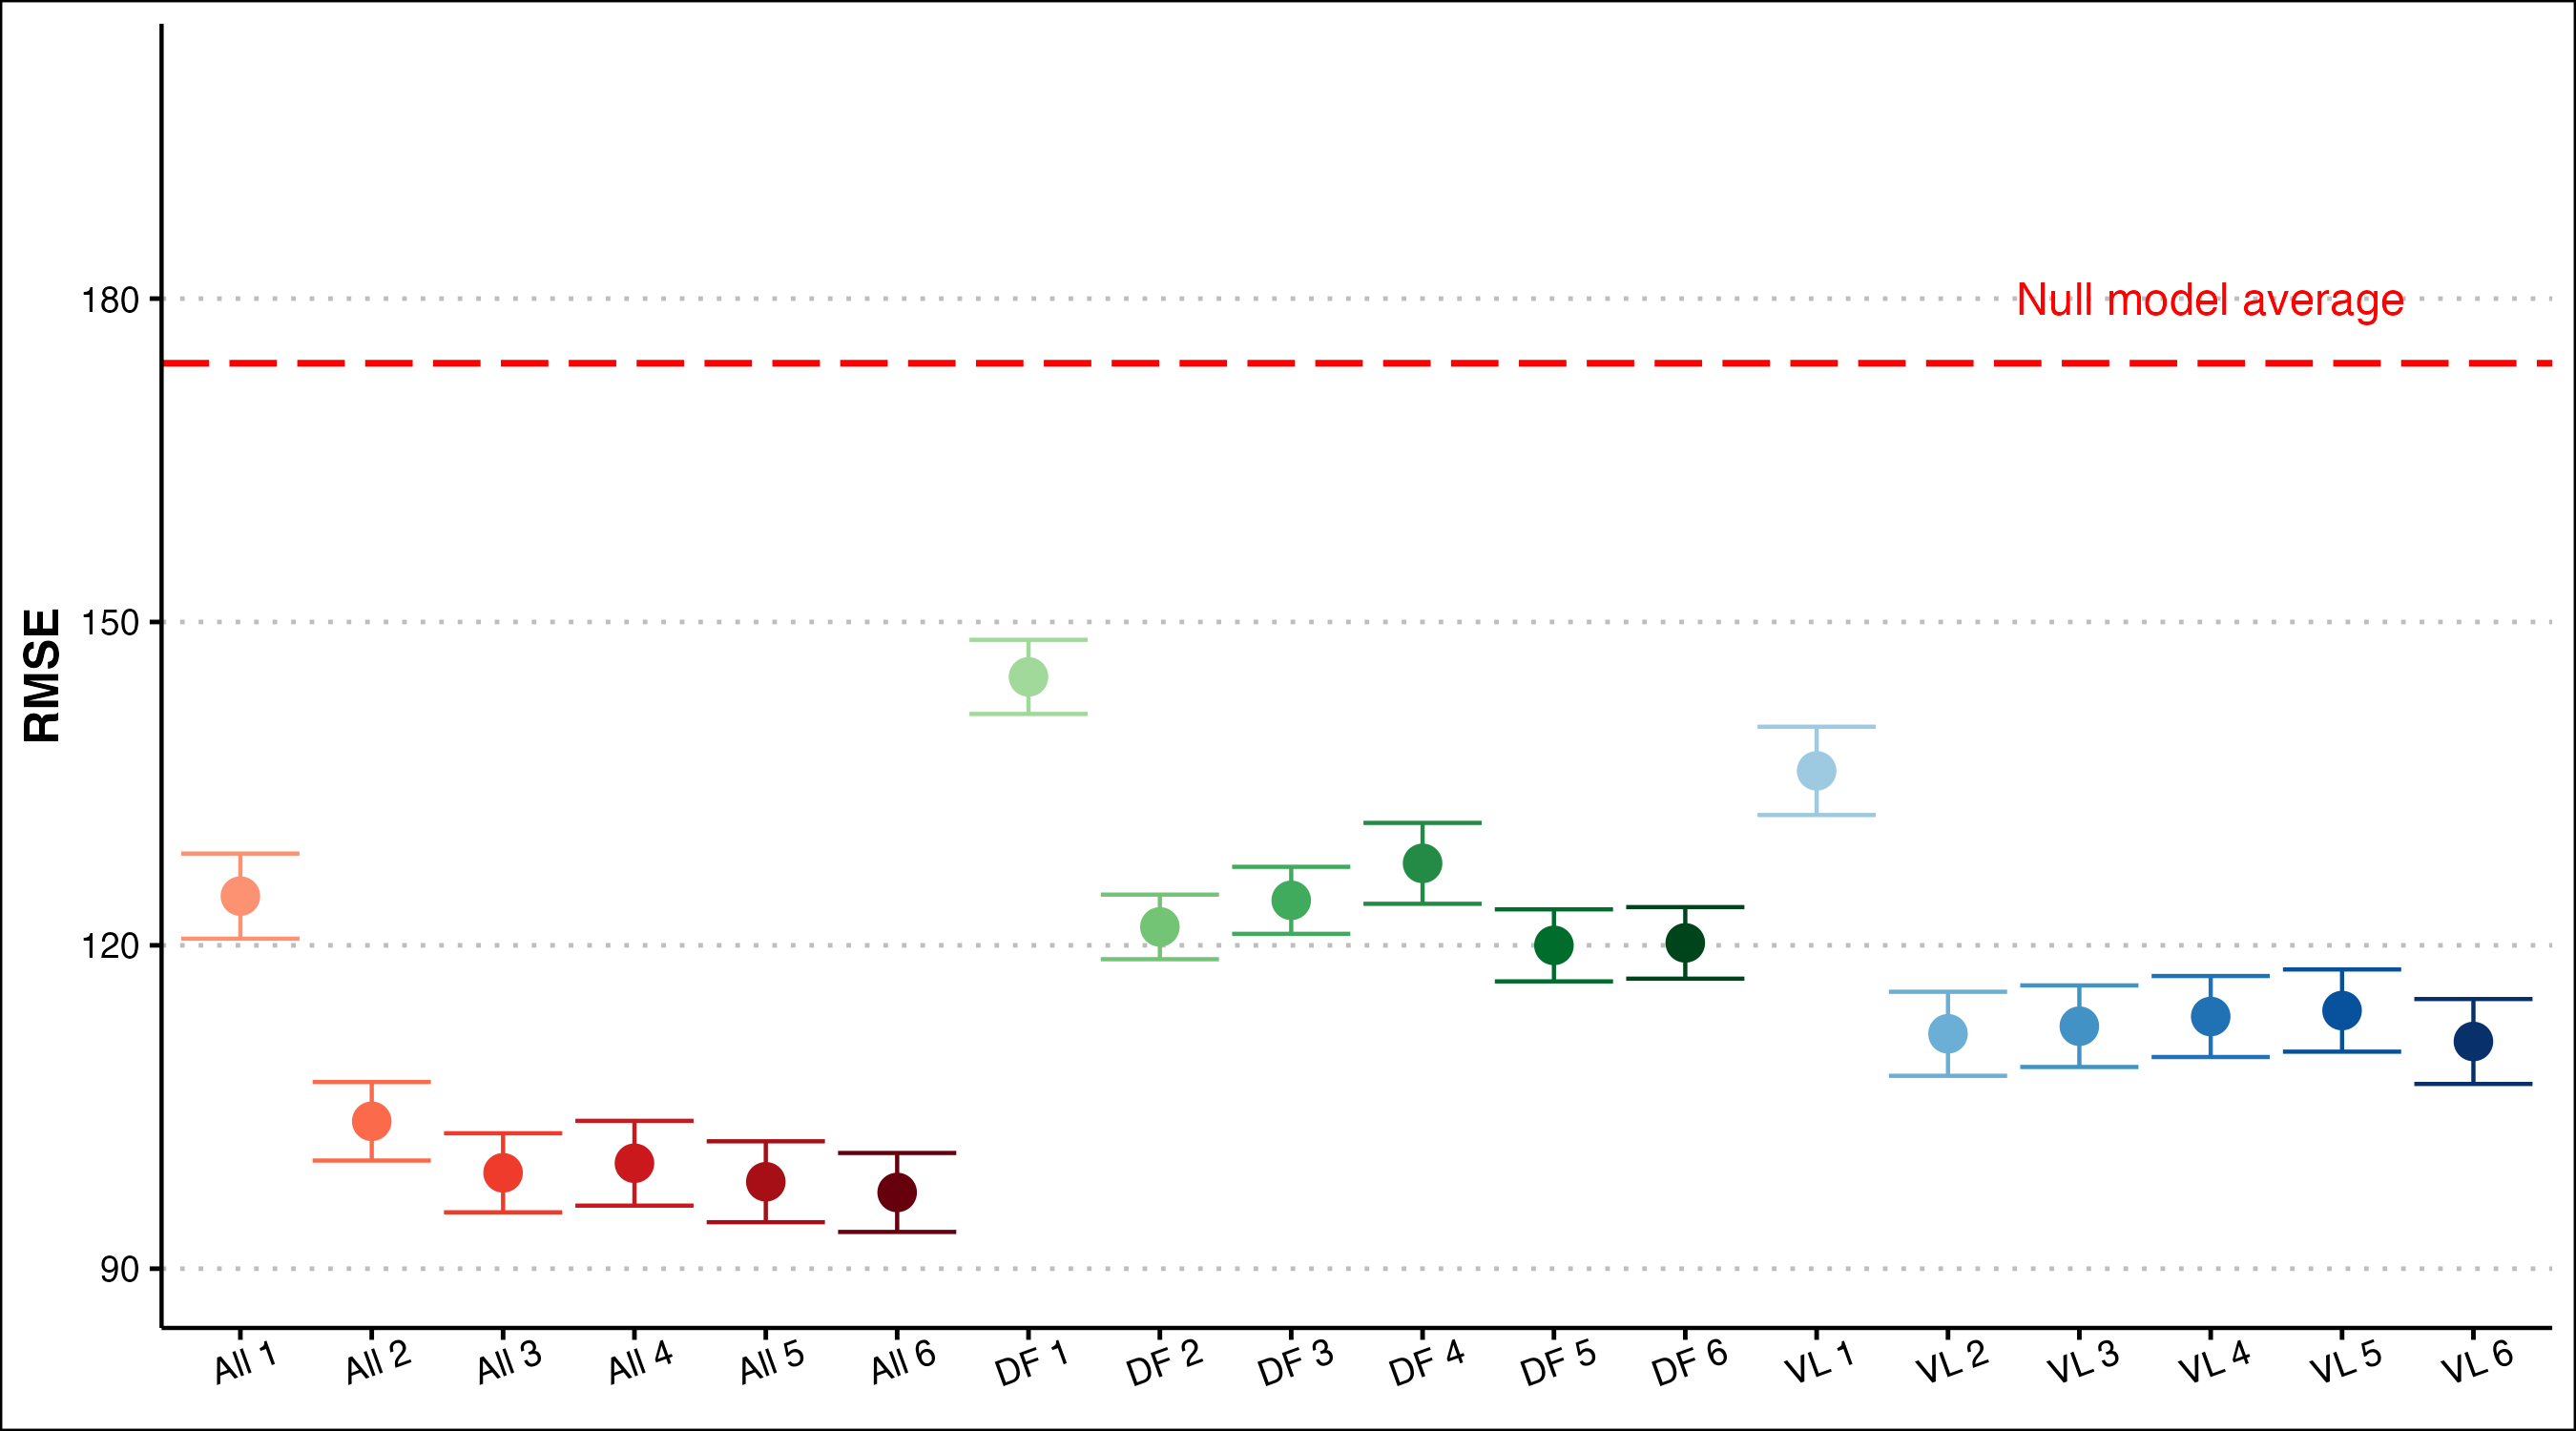 RMSE
180
150
120
90
Null model average
All 1
All 2
All 3
All 4
All 5
All 6
DF 1
DF 2
DF 3
DF 4
DF 5
DF 6
VL 1
VL 2
VL 3
VL 4
VL 5
VL 6